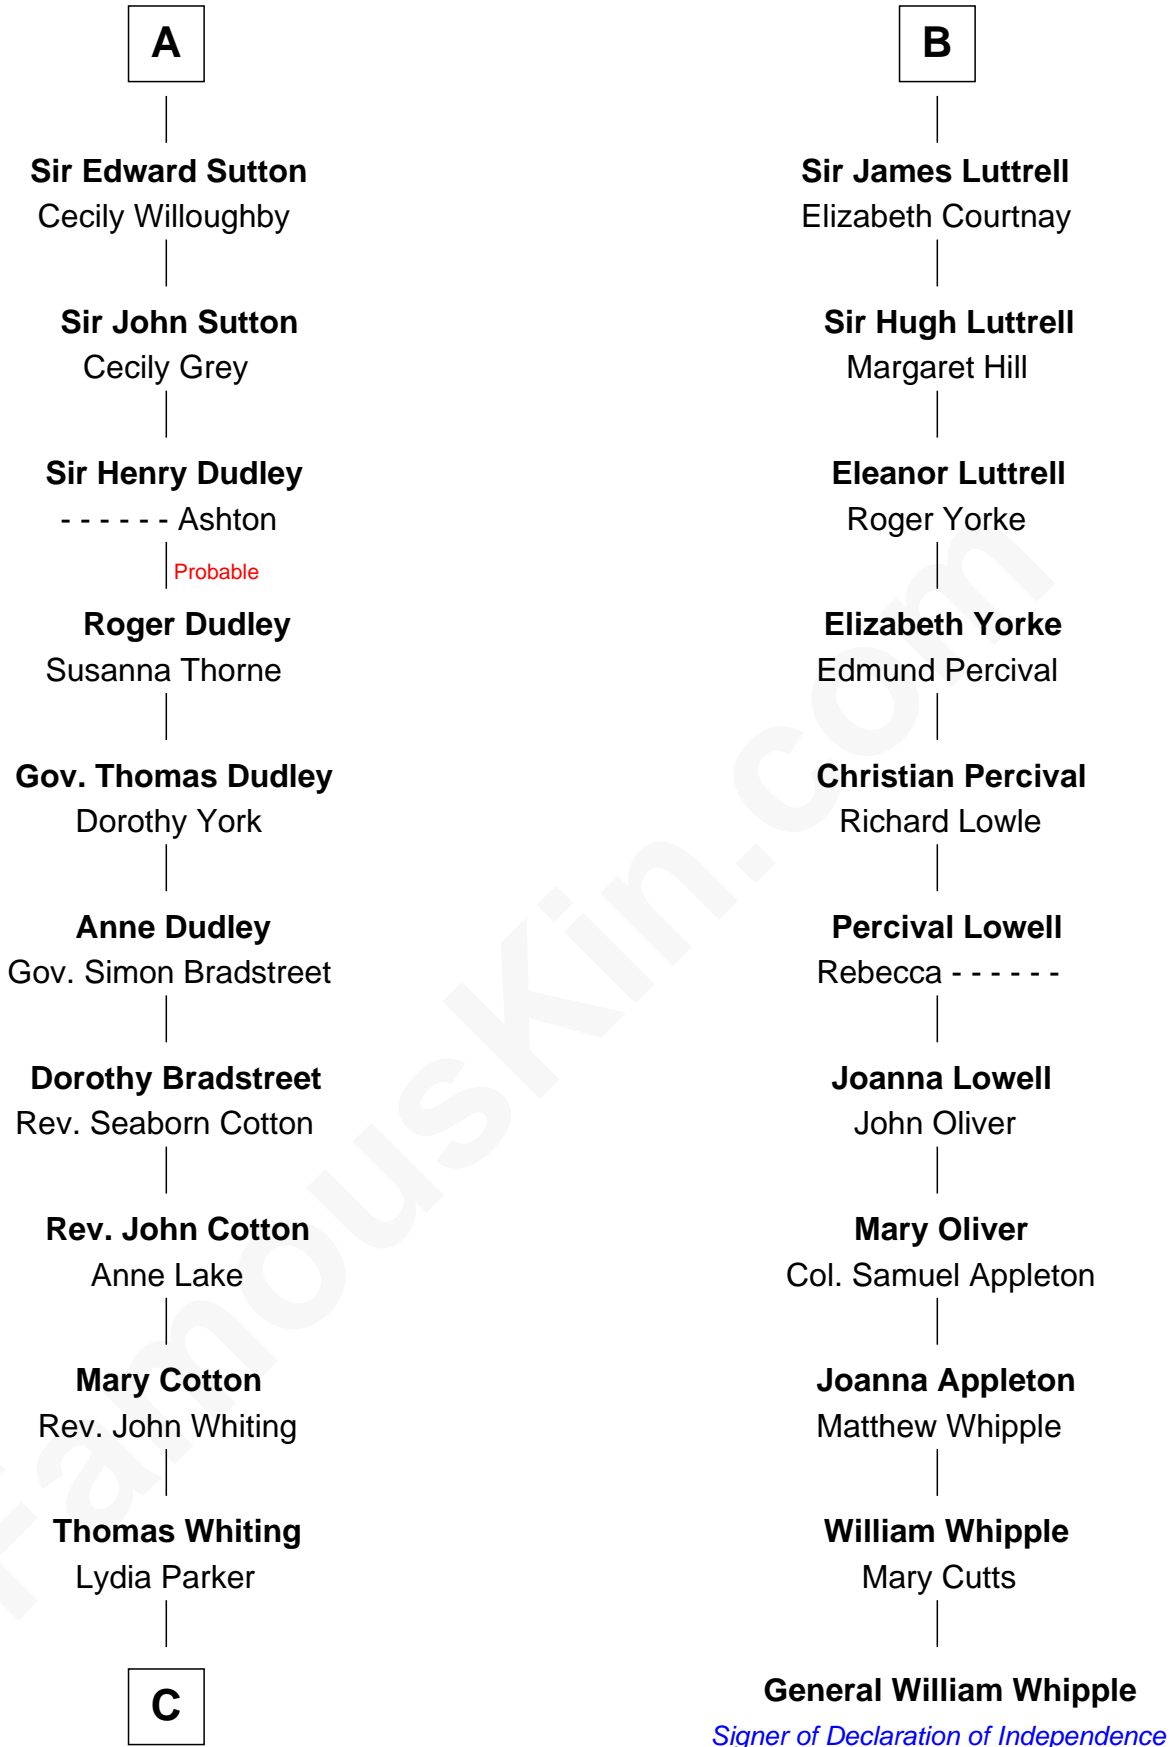 A
Sir Edward Sutton
Cecily Willoughby
Sir John Sutton
Cecily Grey
Sir Henry Dudley
- - - - - - Ashton
Probable
Roger Dudley
Susanna Thorne
Gov. Thomas Dudley
Dorothy York
Anne Dudley
Gov. Simon Bradstreet
Dorothy Bradstreet
Rev. Seaborn Cotton
Rev. John Cotton
Anne Lake
Mary Cotton
Rev. John Whiting
Thomas Whiting
Lydia Parker
C
B
Sir James Luttrell
Elizabeth Courtnay
Sir Hugh Luttrell
Margaret Hill
Eleanor Luttrell
Roger Yorke
Elizabeth Yorke
Edmund Percival
Christian Percival
Richard Lowle
Percival Lowell
Rebecca - - - - - -
Joanna Lowell
John Oliver
Mary Oliver
Col. Samuel Appleton
Joanna Appleton
Matthew Whipple
William Whipple
Mary Cutts
General William Whipple
Signer of Declaration of Independence
FamousKin.com